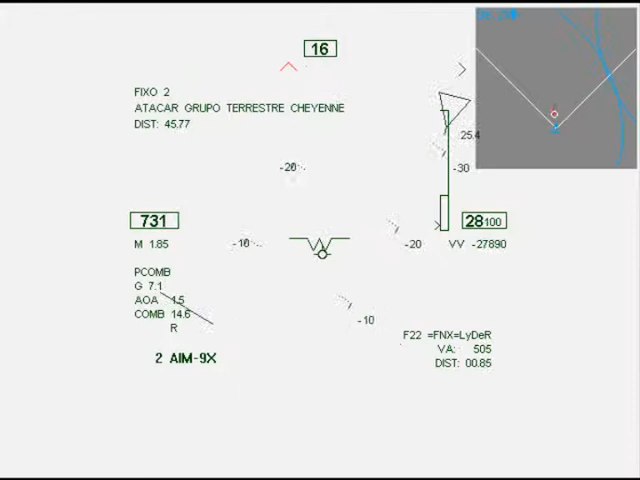 16
FIXO 2
ATACAR GRUPO TERRESTRE CHEYENNE
DIST: 45.77
25.4
-20
-30
731
28100
M 1.85
-10
-20
VV -27890
PCOMB
G 7.1
AOA 1.5
COMB 14.6
R
-10
F22 =FNX=LyDeR
VA: 505
DIST: 00.85
2 AIM-9X